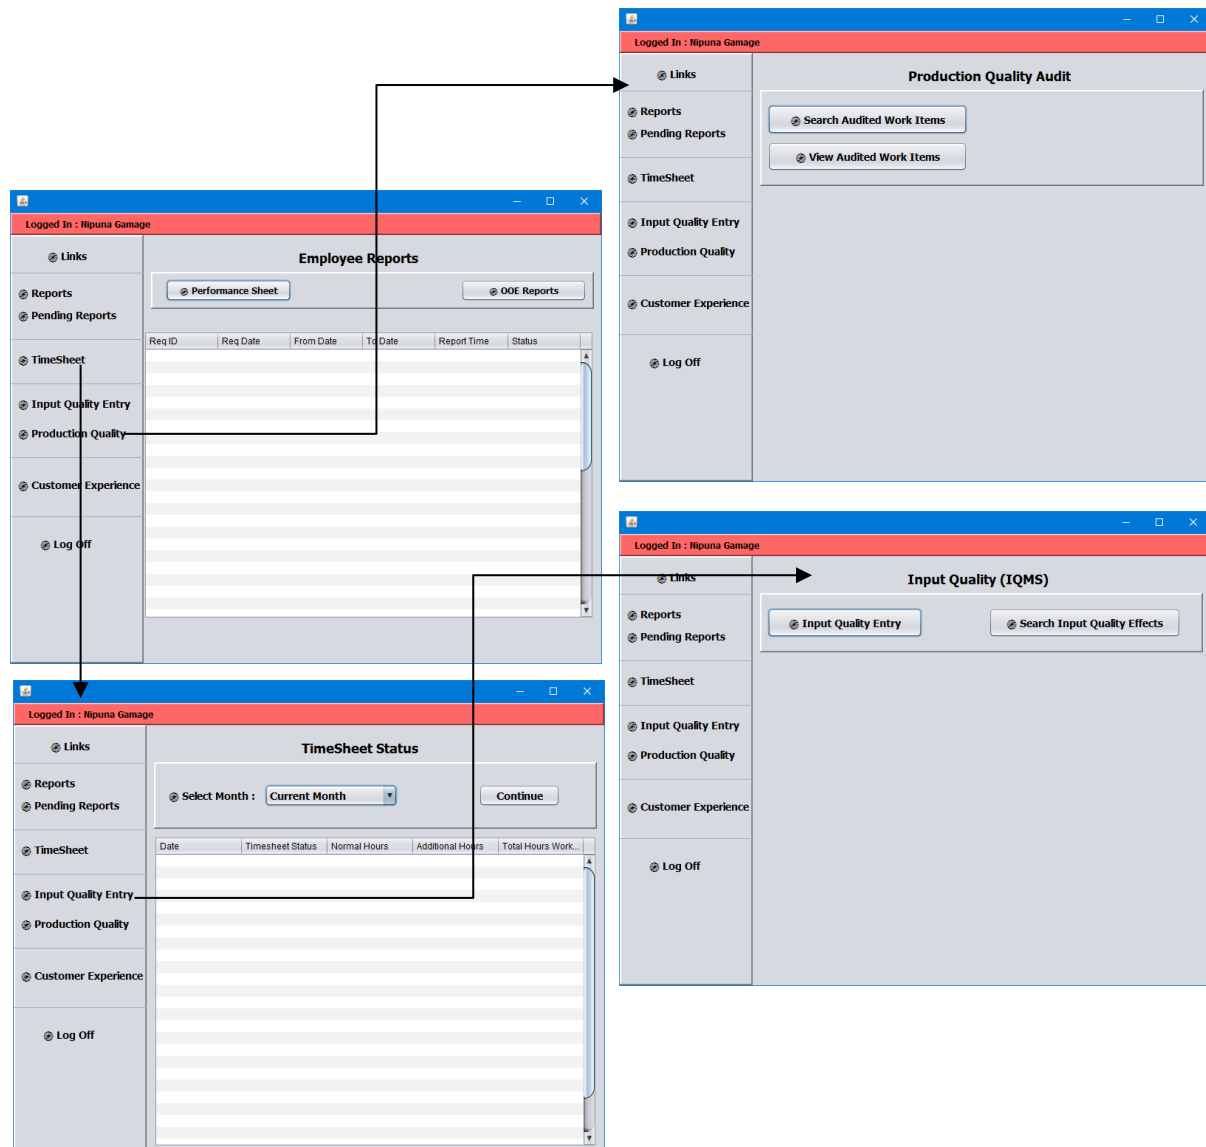 Logged In : Nipuna Gamage
Links
Production Quality Audit
Reports
Search Audited Work Items
Pending Reports
View Audited Work Items
TimeSheet
Input Quality Entry
Production Quality
Customer Experience
Log Off
Logged In : Nipuna Gamage
Links
Employee Reports
Reports
Performance Sheet
OOE Reports
Pending Reports
Req ID Req Date From Date To Date Report Time Status
TimeSheet
Input Quality Entry
Production Quality
Customer Experience
Log Off
Logged In : Nipuna Gamage
Links
Input Quality (IQMS)
Reports
Input Quality Entry
Search Input Quality Effects
Pending Reports
TimeSheet
Input Quality Entry
Production Quality
Customer Experience
Log Off
Logged In : Nipuna Gamage
Links
TimeSheet Status
Reports
Select Month : Current Month Continue
Pending Reports
Date Timesheet Status Normal Hours Additional Hours Total Hours Work...
TimeSheet
Input Quality Entry
Production Quality
Customer Experience
Log Off